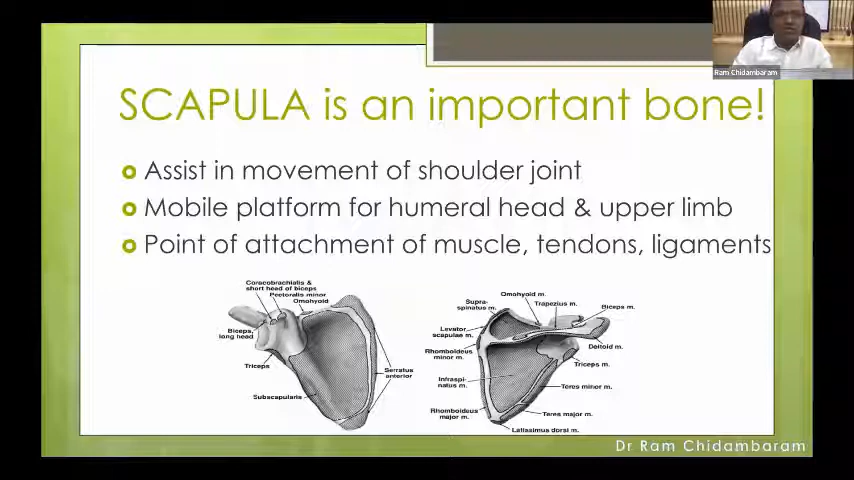 Ram Chidambaram
SCAPULA is an important bone!
Assist in movement of shoulder joint
Mobile platform for humeral head & upper limb
Point of attachment of muscle, tendons, ligaments
Coracobrachialis &
short head of biceps
Pectoralis minor
Omohyoid
Biceps,
long head
Triceps
Subscapularis
Serratus
anterior
Omohyoid m.
Trapezius m.
Biceps m.
Supra-
spinatus m.
Levator
scapulae m.
Rhomboideus
minor m.
Infraspi-
natus m.
Rhomboideus
major m.
Deltoid m.
Triceps m.
Teres minor m.
Teres major m.
Latissimus dorsi m.
Dr Ram Chidambaram